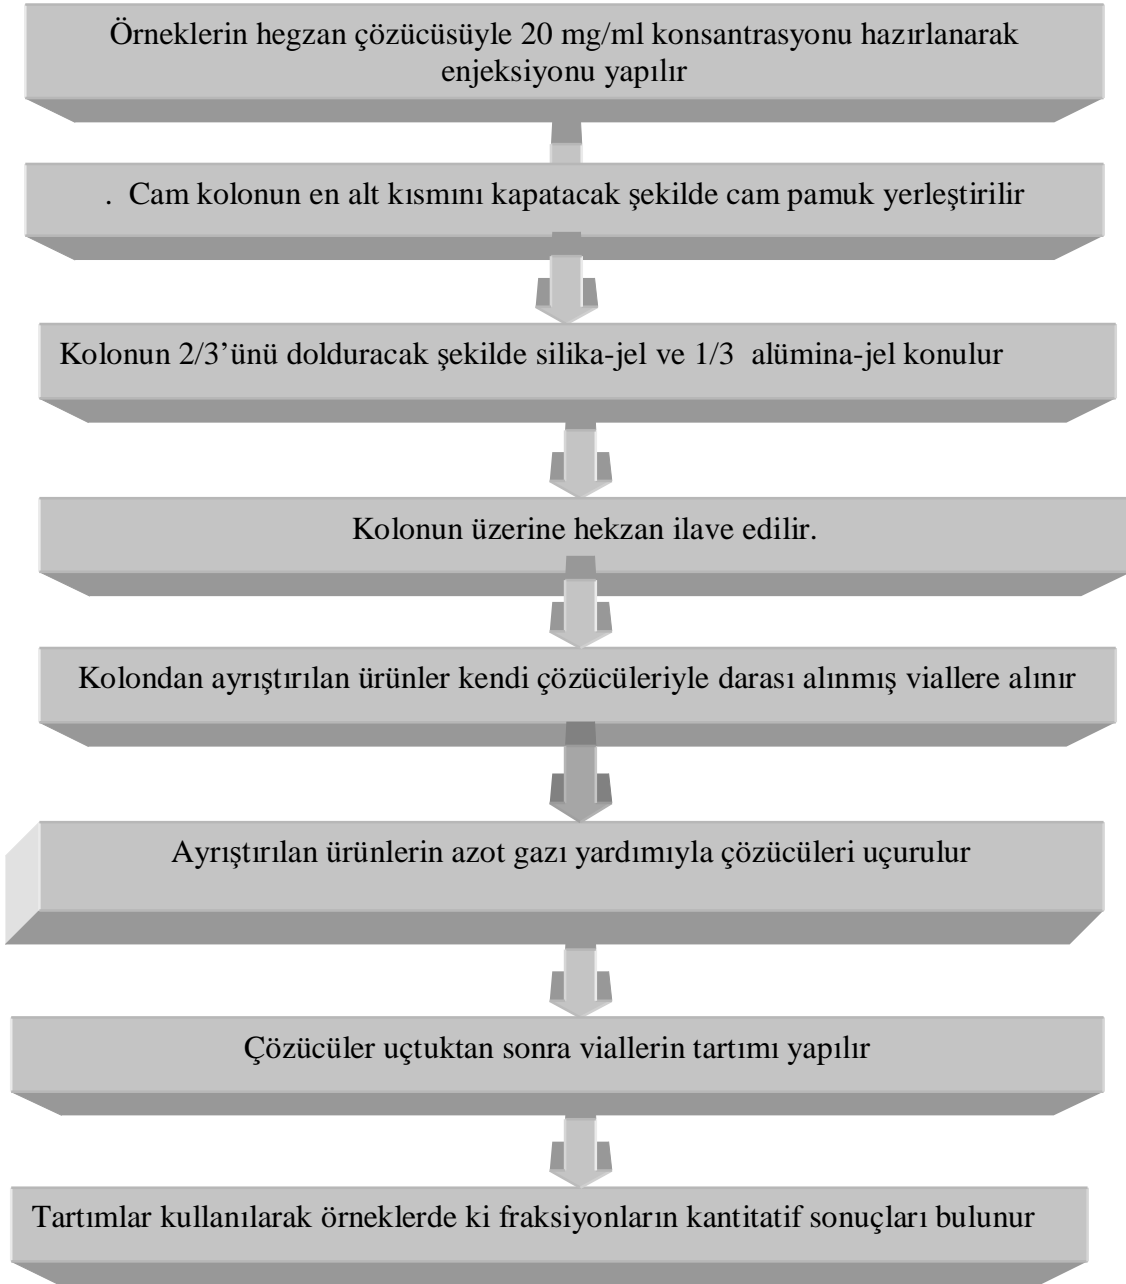 Örneklerin hegzan çözücüsüyle 20 mg/ml konsantrasyonu hazırlanarak
enjeksiyonu yapılır
. Cam kolonun en alt kısmını kapatacak şekilde cam pamuk yerleştirilir
Kolonun 2/3’ünü dolduracak şekilde silika-jel ve 1/3 alümina-jel konulur
Kolonun üzerine hekzan ilave edilir.
Kolondan ayrıştırılan ürünler kendi çözücüleriyle darası alınmış viallere alınır
Ayrıştırılan ürünlerin azot gazı yardımıyla çözücüleri uçurulur
Çözücüler uçtuktan sonra viallerin tartımı yapılır
Tartımlar kullanılarak örneklerde ki fraksiyonların kantitatif sonuçları bulunur